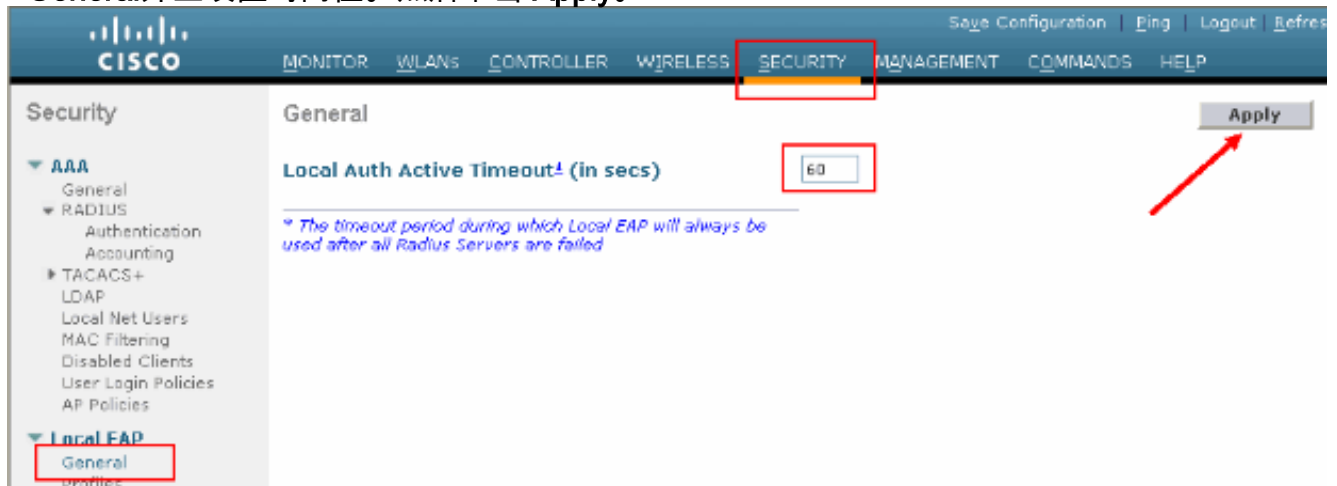 Save Configuration | Ping | Logout | Refres
CISCO
MONITOR WLANs CONTROLLER WIRELESS SECURITY MANAGEMENT COMMANDS HELP
Security
AAA
General
RADIUS
Authentication
Accounting
TACACS+
LDAP
Local Net Users
MAC Filtering
Disabled Clients
User Login Policies
AP Policies
Local EAP
General
Profiles
General
Apply
Local Auth Active Timeout¹ (in secs) 60
* The timeout period during which Local EAP will always be
used after all Radius Servers are failed